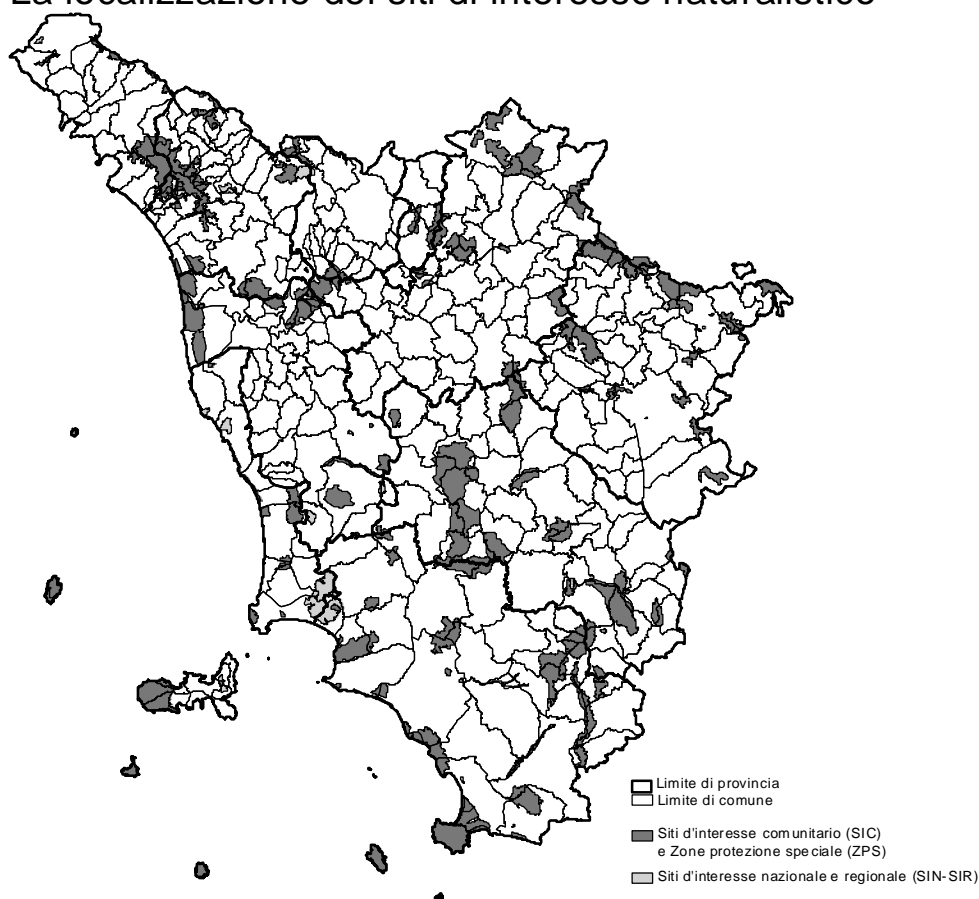 La localizzazione dei siti di interesse naturalistico
Limite di provincia
Limite di comune
Siti d'interesse comunitario (SIC)
e Zone protezione speciale (ZPS)
Siti d'interesse nazionale e regionale (SIN-SIR)